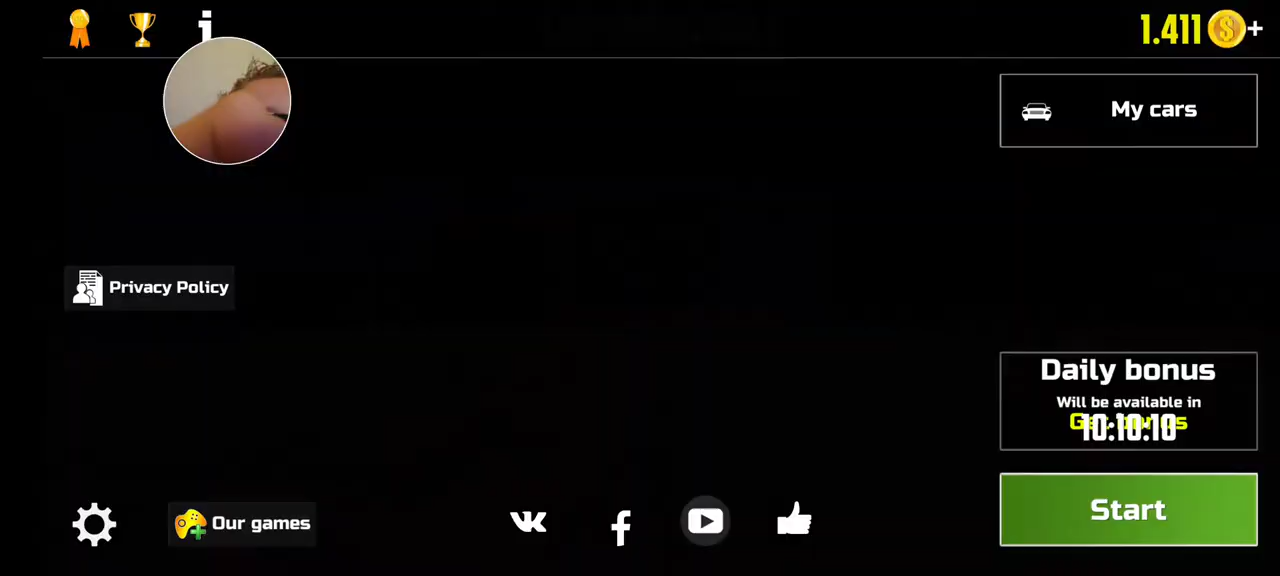 1.411
My cars
Privacy Policy
Daily bonus
Will be available in
10:10:10
Our games
Start